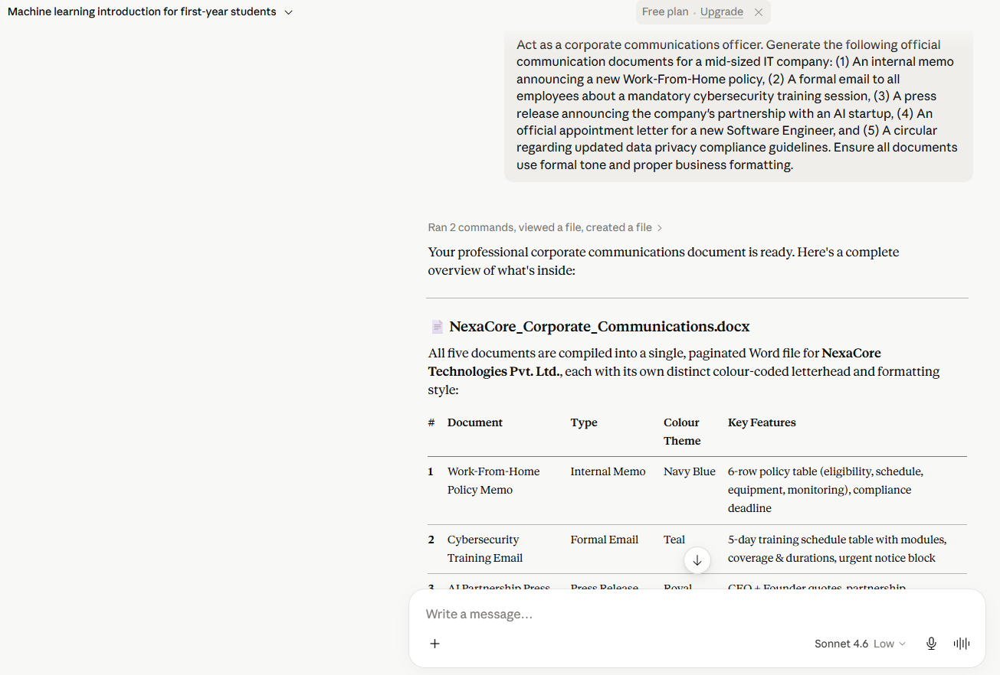 Machine learning introduction for first-year students
Free plan · Upgrade
Act as a corporate communications officer. Generate the following official
communication documents for a mid-sized IT company: (1) An internal memo
announcing a new Work-From-Home policy, (2) A formal email to all
employees about a mandatory cybersecurity training session, (3) A press
release announcing the company's partnership with an AI startup, (4) An
official appointment letter for a new Software Engineer, and (5) A circular
regarding updated data privacy compliance guidelines. Ensure all documents
use formal tone and proper business formatting.
Ran 2 commands, viewed a file, created a file
Your professional corporate communications document is ready. Here's a complete
overview of what's inside:
NexaCore_Corporate_Communications.docx
All five documents are compiled into a single, paginated Word file for NexaCore
Technologies Pvt. Ltd., each with its own distinct colour-coded letterhead and formatting
style:
# Document Type Colour Key Features
Theme
1 Work-From-Home Internal Memo Navy Blue 6-row policy table (eligibility, schedule,
Policy Memo equipment, monitoring), compliance
deadline
2 Cybersecurity Formal Email Teal 5-day training schedule table with modules,
Training Email coverage & durations, urgent notice block
3 AI Partnership Press Press Release Royal CEO + Founder quotes, partnership
Write a message...
Sonnet 4.6 Low